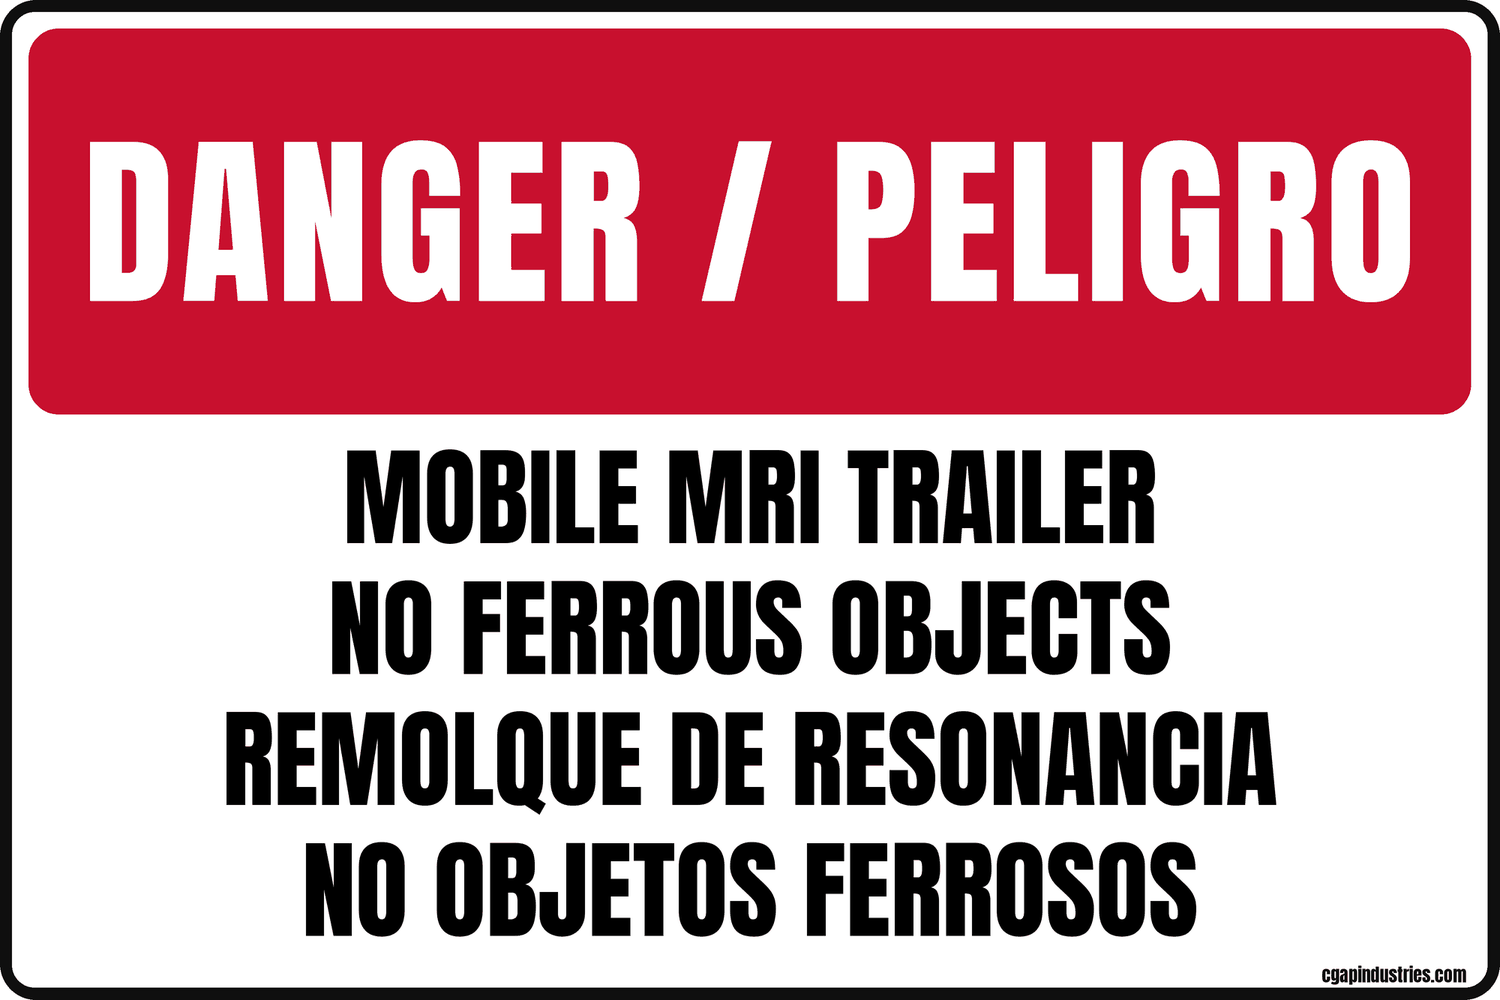 DANGER / PELIGRO
MOBILE MRI TRAILER
NO FERROUS OBJECTS
REMOLQUE DE RESONANCIA
NO OBJETOS FERROSOS
cgapindustries.com